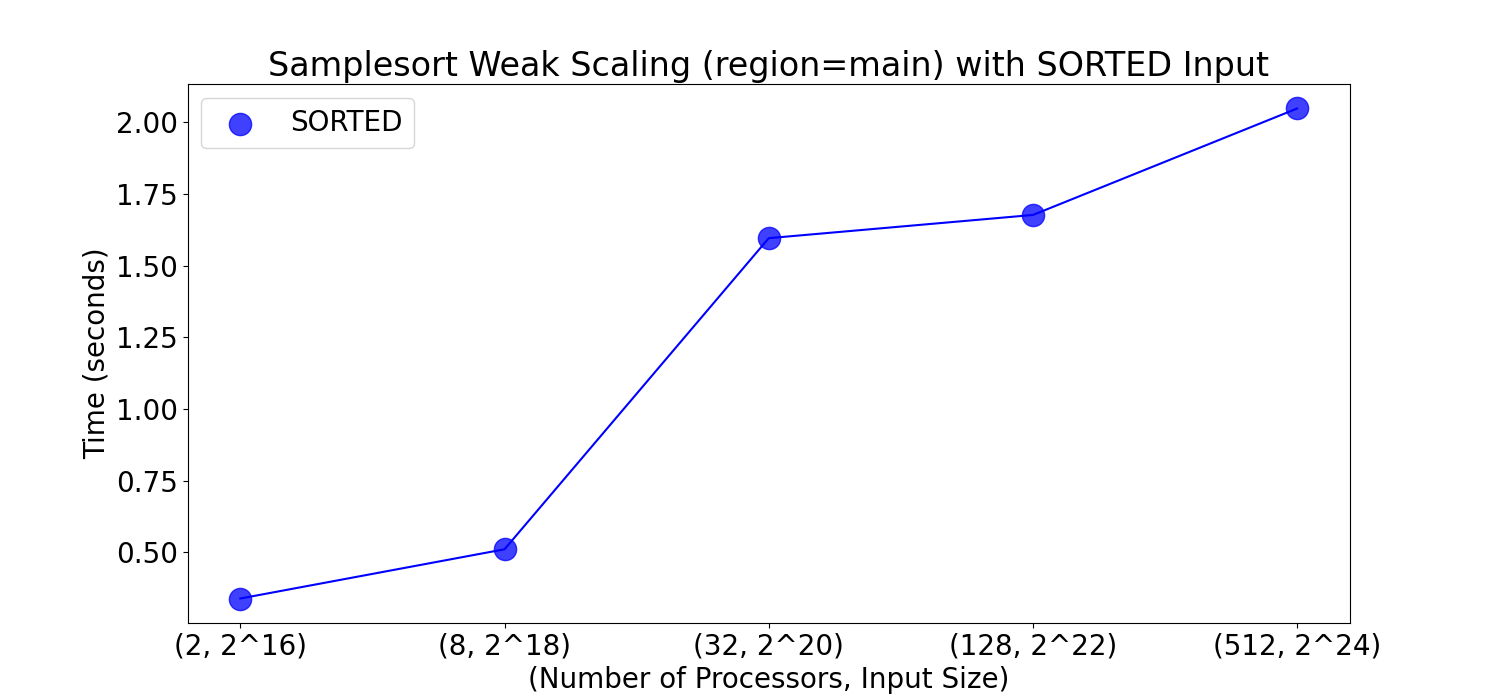 Samplesort Weak Scaling (region=main) with SORTED Input
SORTED
Time (seconds)
2.00
1.75
1.50
1.25
1.00
0.75
0.50
(2, 2^16) (8, 2^18) (32, 2^20) (128, 2^22) (512, 2^24)
(Number of Processors, Input Size)